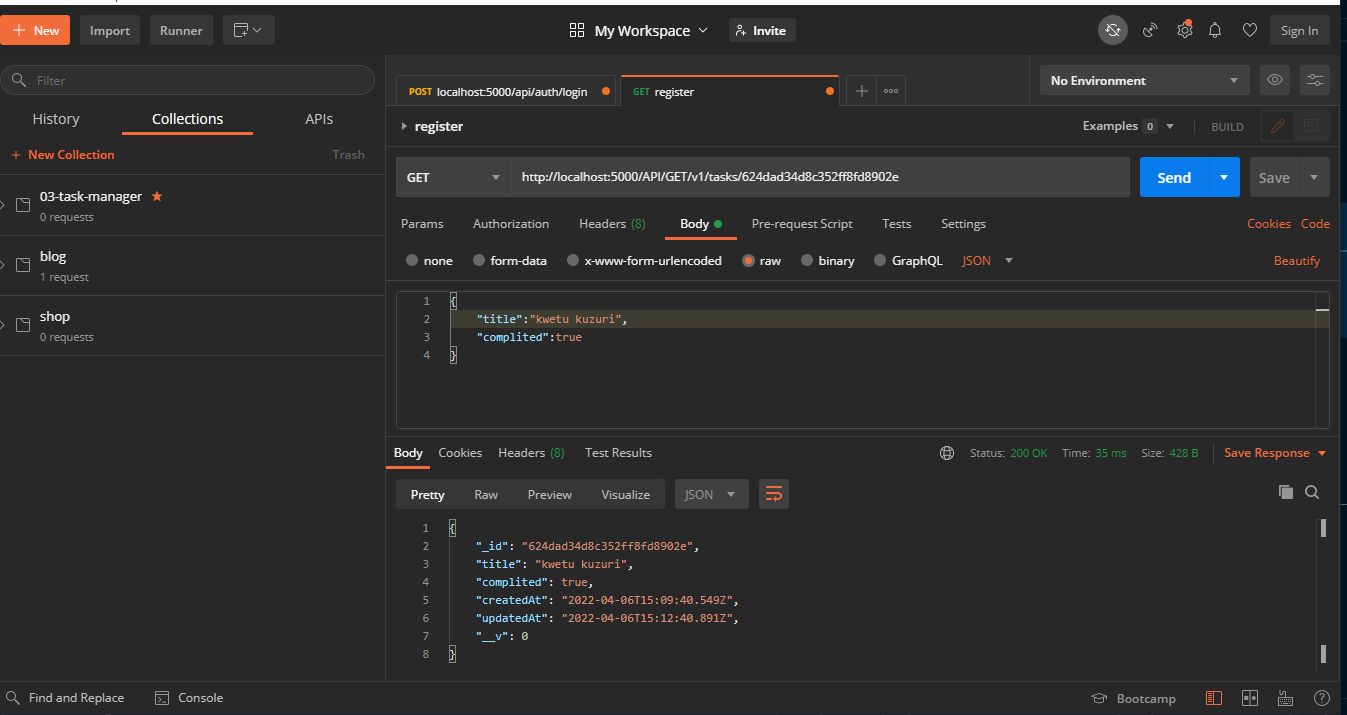 New Import Runner My Workspace Invite Sign In
Filter
History Collections APIs
+ New Collection Trash
03-task-manager
0 requests
blog
1 request
shop
0 requests
POST localhost:5000/api/auth/login GET register No Environment
register Examples 0 BUILD
GET http://localhost:5000/API/GET/v1/tasks/624dad34d8c352ff8fd8902e Send Save
Params Authorization Headers (8) Body Pre-request Script Tests Settings Cookies Code
none form-data x-www-form-urlencoded raw binary GraphQL JSON Beautify
1 {
2 "title":"kwetu kuzuri",
3 "complited":true
4 }
Body Cookies Headers (8) Test Results Status: 200 OK Time: 35 ms Size: 428 B Save Response
Pretty Raw Preview Visualize JSON
1 {
2 "_id": "624dad34d8c352ff8fd8902e",
3 "title": "kwetu kuzuri",
4 "complited": true,
5 "createdAt": "2022-04-06T15:09:40.549Z",
6 "updatedAt": "2022-04-06T15:12:40.891Z",
7 "__v": 0
8 }
Find and Replace Console Bootcamp